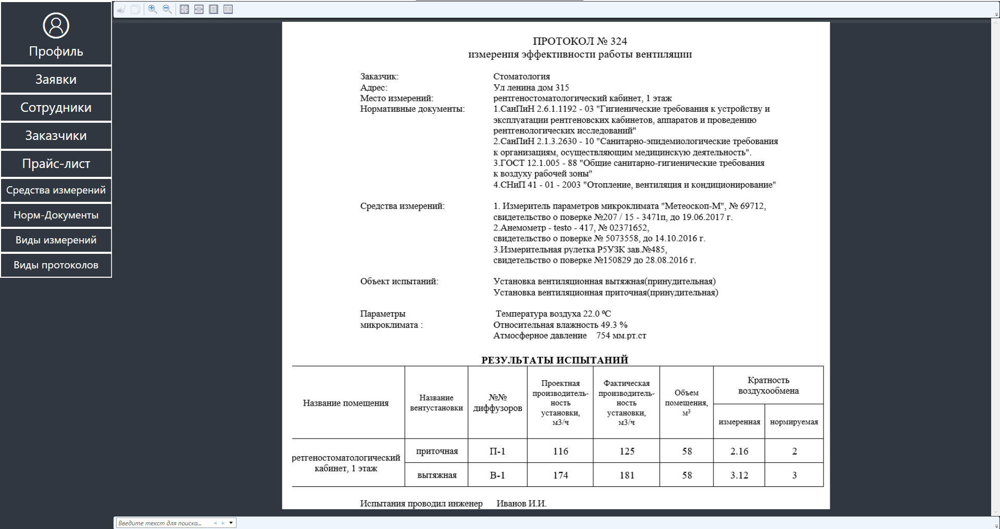 Профиль
Заявки
Сотрудники
Заказчики
Прайс-лист
Средства измерений
Норм-Документы
Виды измерений
Виды протоколов
ПРОТОКОЛ № 324
измерения эффективности работы вентиляции
Заказчик: Стоматология
Адрес: Ул ленина дом 315
Место измерений: рентгеностоматологический кабинет, 1 этаж
Нормативные документы: 1.СанПиН 2.6.1.1192 - 03 "Гигиенические требования к устройству и
эксплуатации рентгеновских кабинетов, аппаратов и проведению
рентгенологических исследований"
2.СанПиН 2.1.3.2630 - 10 "Санитарно-эпидемиологические требования
к организациям, осуществляющим медицинскую деятельность".
3.ГОСТ 12.1.005 - 88 "Общие санитарно-гигиенические требования
к воздуху рабочей зоны"
4.СНиП 41 - 01 - 2003 "Отопление, вентиляция и кондиционирование"
Средства измерений: 1. Измеритель параметров микроклимата "Метеоскоп-М", № 69712,
свидетельство о поверке №207 / 15 - 3471п, до 19.06.2017 г.
2.Анемометр - testo - 417, № 02371652,
свидетельство о поверке № 5073558, до 14.10.2016 г.
3.Измерительная рулетка Р5УЗК зав.№485,
свидетельство о поверке №150829 до 28.08.2016 г.
Объект испытаний: Установка вентиляционная вытяжная(принудительная)
Установка вентиляционная приточная(принудительная)
Параметры Температура воздуха 22.0 ⁰С
микроклимата : Относительная влажность 49.3 %
Атмосферное давление 754 мм.рт.ст
РЕЗУЛЬТАТЫ ИСПЫТАНИЙ
Название помещения
Название
вентустановки
№№
диффузоров
Проектная
производитель-
ность
установки,
м3/ч
Фактическая
производитель-
ность
установки,
м3/ч
Объем
помещения,
м³
Кратность
воздухообмена
измеренная
нормируемая
ретгеностоматологический
кабинет, 1 этаж
приточная П-1 116 125 58 2.16 2
вытяжная В-1 174 181 58 3.12 3
Испытания проводил инженер Иванов И.И.
Введите текст для поиска...